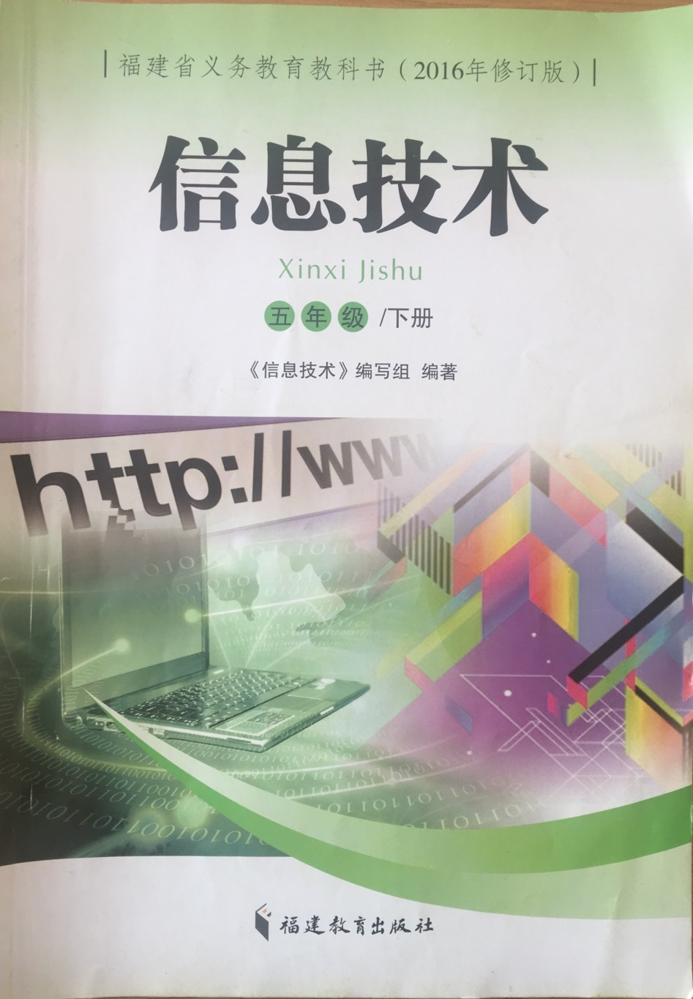 福建省义务教育教科书（2016年修订版）
信息技术
Xinxi Jishu
五年级 /下册
《信息技术》编写组 编著
http://www
福建教育出版社